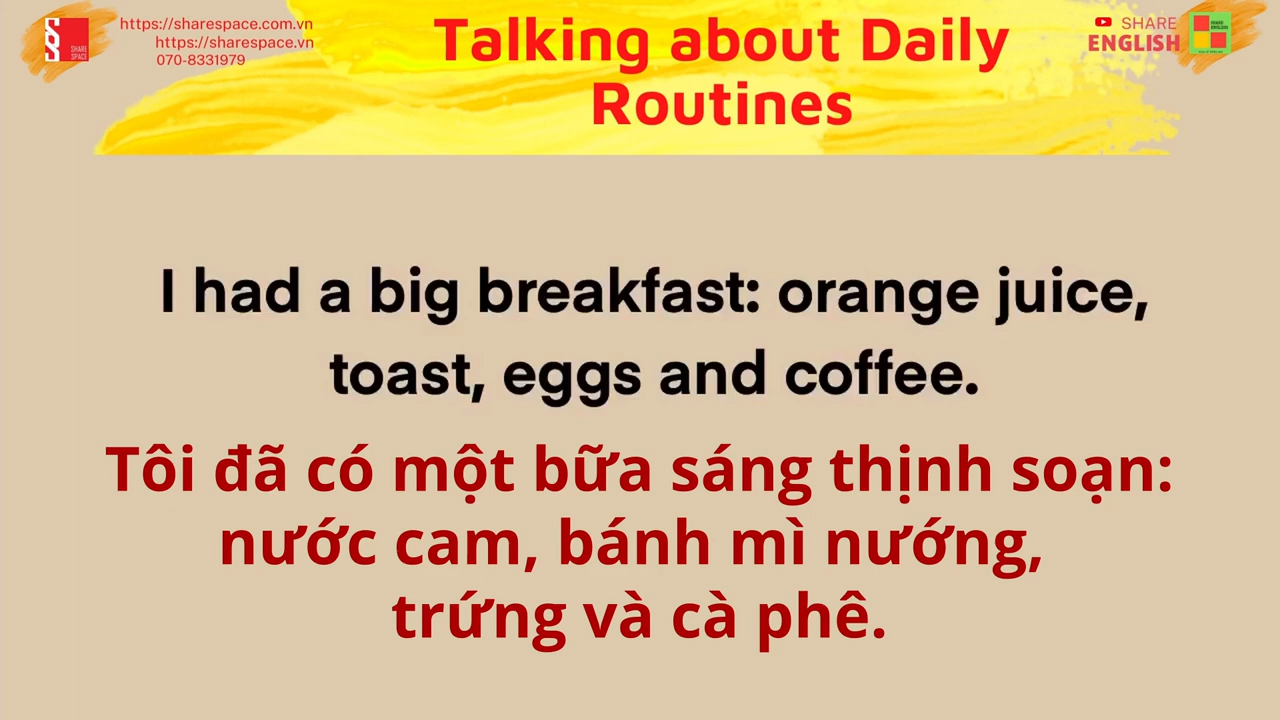 https://sharespace.com.vn
https://sharespace.vn
070-8331979
SHARE
SPACE
Talking about Daily
Routines
SHARE
ENGLISH
I had a big breakfast: orange juice,
toast, eggs and coffee.
Tôi đã có một bữa sáng thịnh soạn:
nước cam, bánh mì nướng,
trứng và cà phê.